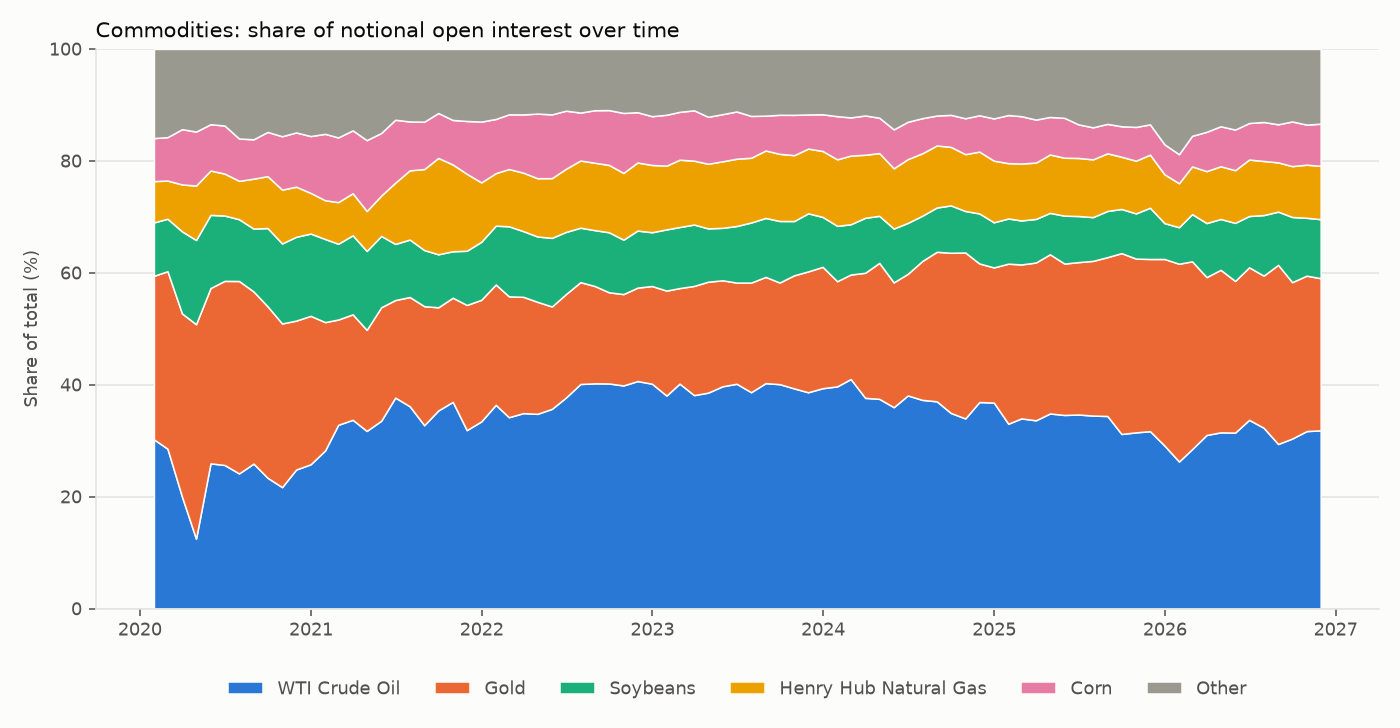 Commodities: share of notional open interest over time
Share of total (%)
100
80
60
40
20
0
2020 2021 2022 2023 2024 2025 2026 2027
WTI Crude Oil Gold Soybeans Henry Hub Natural Gas Corn Other